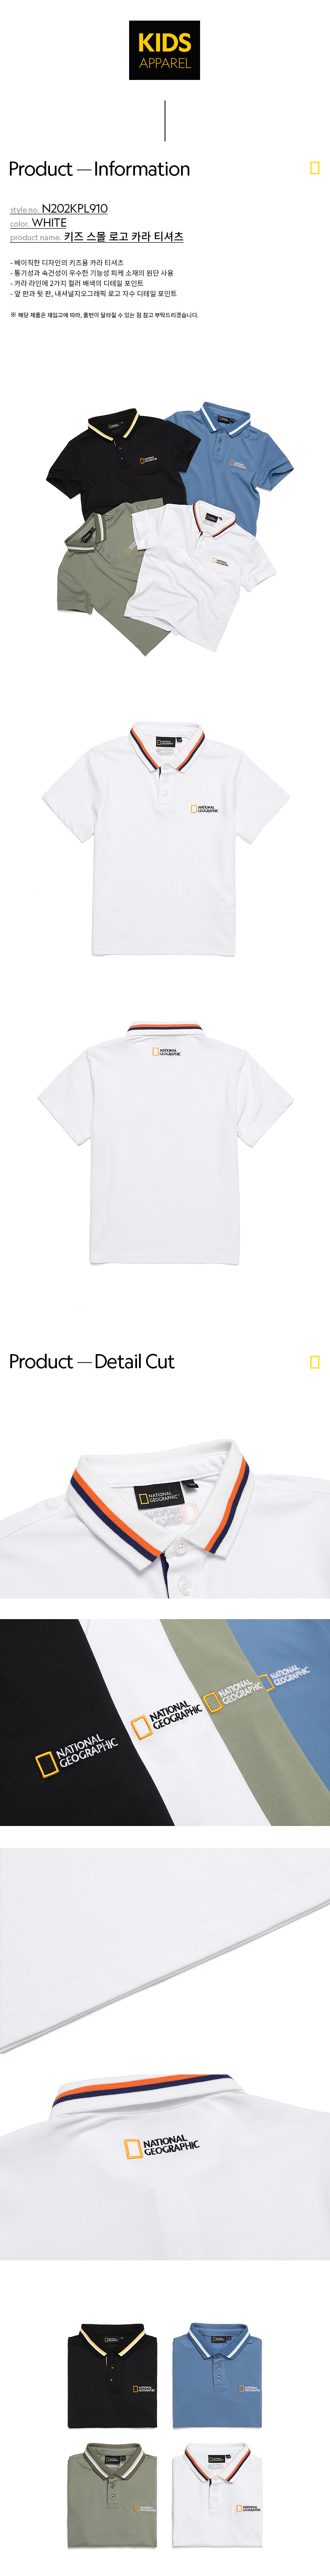 KIDS
APPAREL
Product — Information
style no. N202KPL910
color. WHITE
product name. 키즈 스몰 로고 카라 티셔츠
- 베이직한 디자인의 키즈용 카라 티셔츠
- 통기성과 속건성이 우수한 기능성 피케 소재의 원단 사용
- 카라 라인에 2가지 컬러 배색의 디테일 포인트
- 앞 판과 뒷 판, 내셔널지오그래픽 로고 자수 디테일 포인트
※ 해당 제품은 재입고에 따라, 품번이 달라질 수 있는 점 참고 부탁드리겠습니다.
NATIONAL
GEOGRAPHIC
NATIONAL
GEOGRAPHIC
Product — Detail Cut
NATIONAL
GEOGRAPHIC
NATIONAL
GEOGRAPHIC
NATIONAL
GEOGRAPHIC
NATIONAL
GEOGRAPHIC
NATIONAL
GEOGRAPHIC
NATIONAL
GEOGRAPHIC
NATIONAL
GEOGRAPHIC
NATIONAL
GEOGRAPHIC
NATIONAL
GEOGRAPHIC
NATIONAL
GEOGRAPHIC